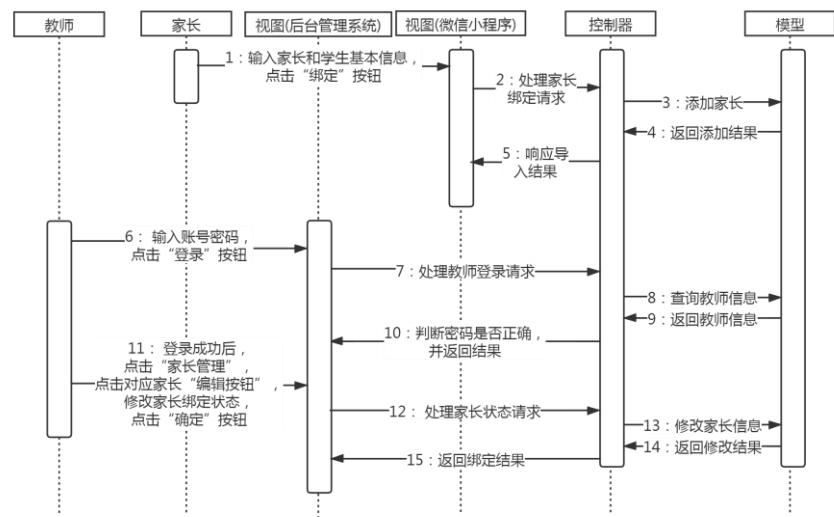 教师
家长
视图(后台管理系统)
视图(微信小程序)
控制器
模型
1：输入家长和学生基本信息，
点击“绑定”按钮
2：处理家长
绑定请求
3：添加家长
4：返回添加结果
5：响应导
入结果
6： 输入账号密码，
点击“登录”按钮
7：处理教师登录请求
8：查询教师信息
9：返回教师信息
10：判断密码是否正确，
并返回结果
11： 登录成功后，
点击“家长管理”，
点击对应家长“编辑按钮”，
修改家长绑定状态，
点击“确定”按钮
12： 处理家长状态请求
13：修改家长信息
14：返回修改结果
15：返回绑定结果